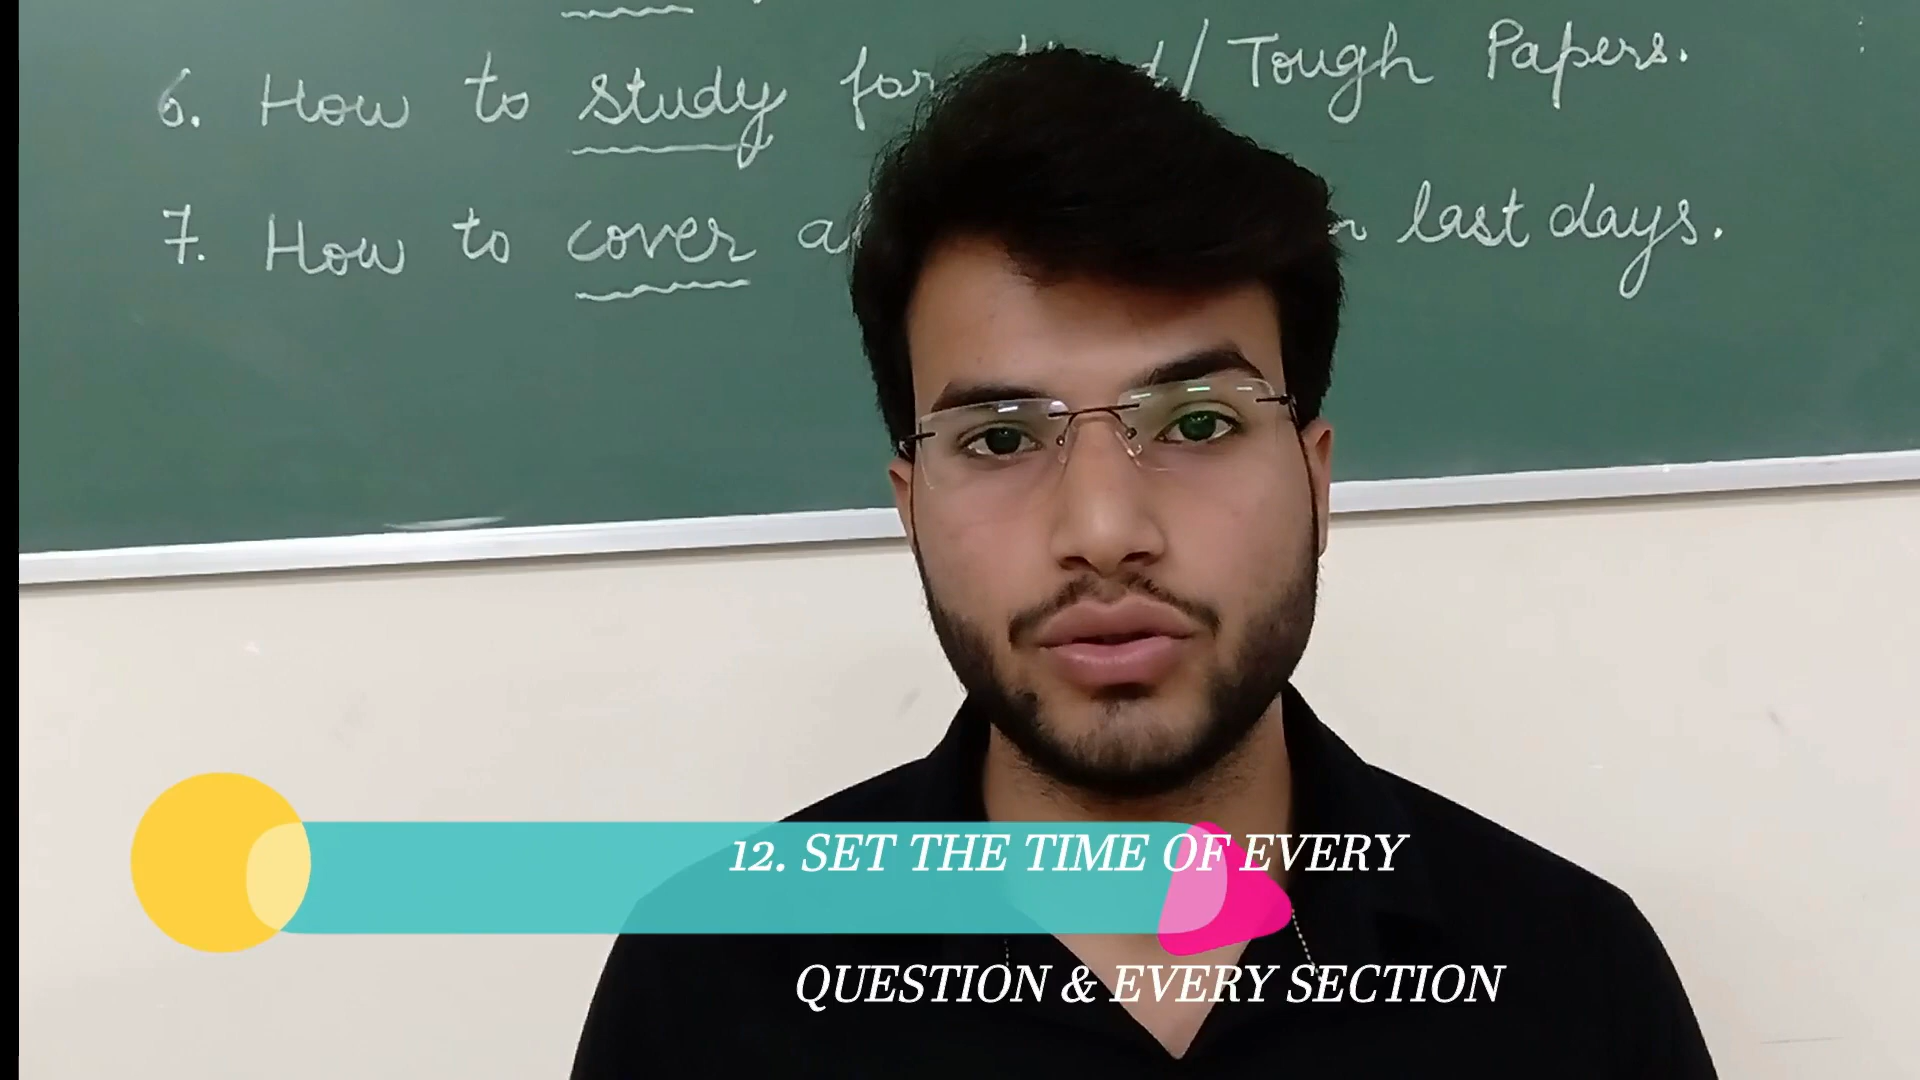 6. How to study for / Tough Papers.
7. How to cover last days.
12. SET THE TIME OF EVERY
QUESTION & EVERY SECTION